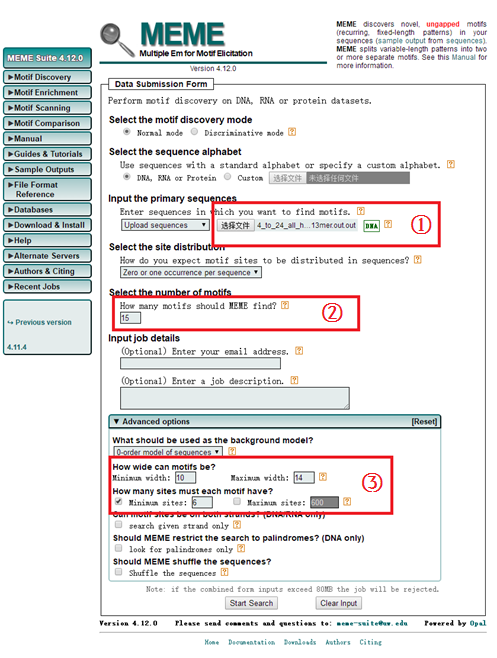 MEME
Multiple Em for Motif Elicitation
Version 4.12.0
MEME discovers novel, ungapped motifs
(recurring, fixed-length patterns) in your
sequences (sample output from sequences).
MEME splits variable-length patterns into two
or more separate motifs. See this Manual for
more information.
MEME Suite 4.12.0
▶Motif Discovery
▶Motif Enrichment
▶Motif Scanning
▶Motif Comparison
▶Manual
▶Guides & Tutorials
▶Sample Outputs
▶File Format
Reference
▶Databases
▶Download & Install
▶Help
▶Alternate Servers
▶Authors & Citing
▶Recent Jobs
↪ Previous version
4.11.4
Data Submission Form
Perform motif discovery on DNA, RNA or protein datasets.
Select the motif discovery mode
Normal mode Discriminative mode ?
Select the sequence alphabet
Use sequences with a standard alphabet or specify a custom alphabet. ?
DNA, RNA or Protein Custom 选择文件 未选择任何文件
Input the primary sequences
Enter sequences in which you want to find motifs. ?
Upload sequences ▼ 选择文件 4_to_24_all_h...13mer.out.out DNA ?
①
Select the site distribution
How do you expect motif sites to be distributed in sequences? ?
Zero or one occurrence per sequence ▼
Select the number of motifs
How many motifs should MEME find? ?
15
②
Input job details
(Optional) Enter your email address. ?
(Optional) Enter a job description. ?
▼ Advanced options [Reset]
What should be used as the background model?
0-order model of sequences ▼ ?
How wide can motifs be?
Minimum width: 10 Maximum width: 14 ?
③
How many sites must each motif have?
Minimum sites: 6 Maximum sites: 600 ?
Can motif sites be on both strands? (DNA/RNA only)
search given strand only ?
Should MEME restrict the search to palindromes? (DNA only)
look for palindromes only ?
Should MEME shuffle the sequences?
Shuffle the sequences ?
Note: if the combined form inputs exceed 80MB the job will be rejected.
Start Search Clear Input
Version 4.12.0 Please send comments and questions to: meme-suite@uw.edu Powered by Opal
Home Documentation Downloads Authors Citing